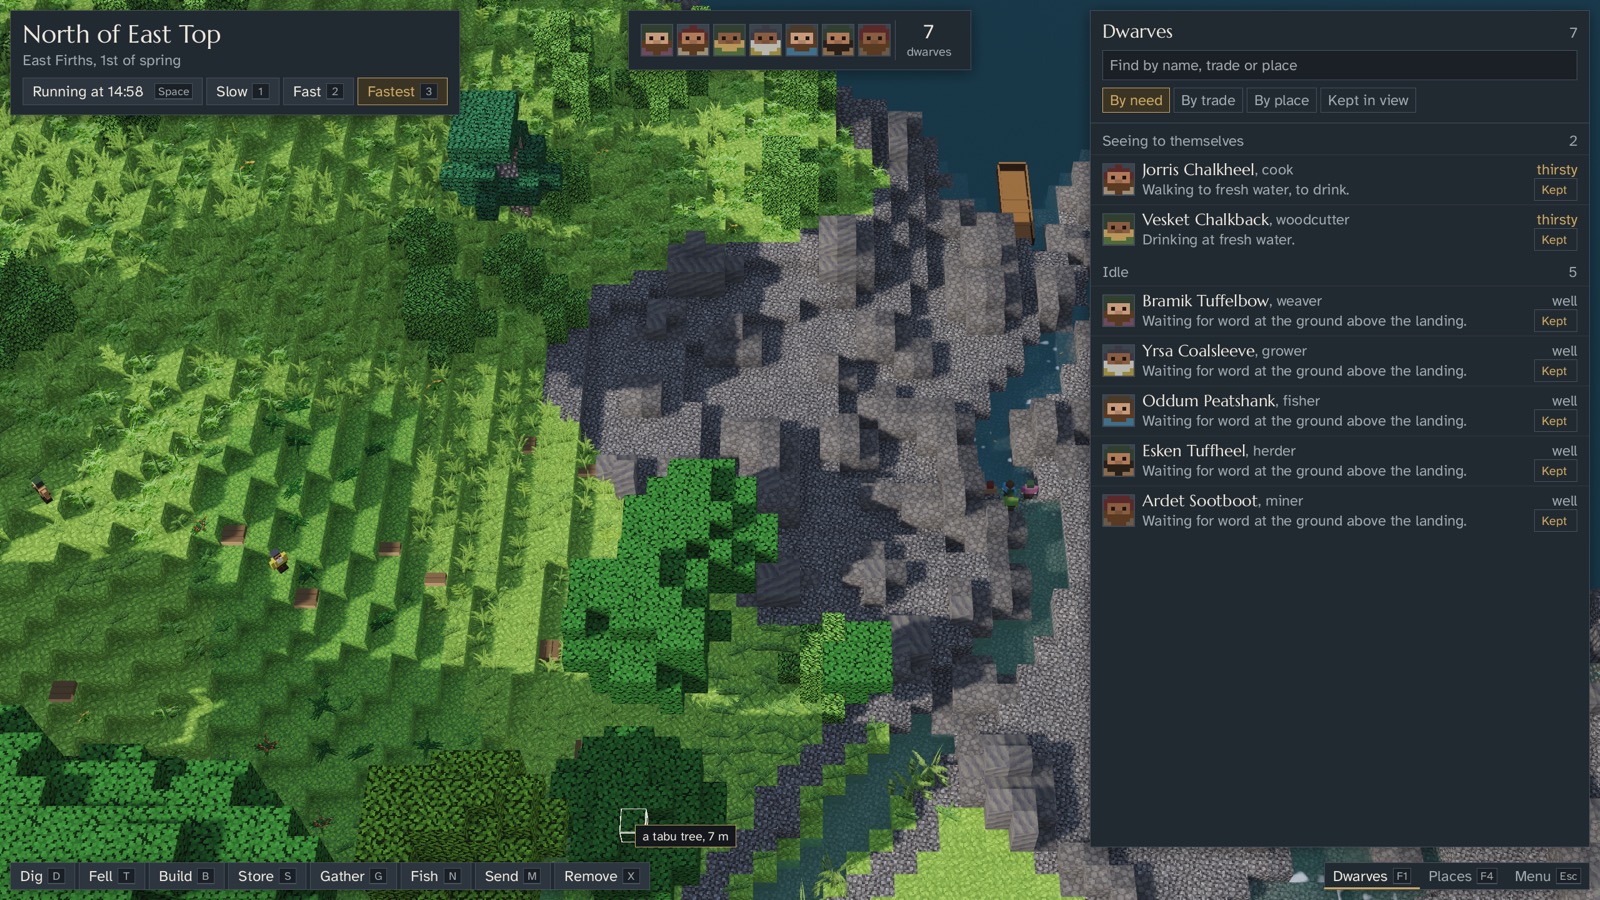 North of East Top
East Firths, 1st of spring
Running at 14:58 Space
Slow 1
Fast 2
Fastest 3
7
dwarves
Dwarves 7
Find by name, trade or place
By need
By trade
By place
Kept in view
Seeing to themselves 2
Jorris Chalkheel, cook thirsty
Walking to fresh water, to drink. Kept
Vesket Chalkback, woodcutter thirsty
Drinking at fresh water. Kept
Idle 5
Bramik Tuffelbow, weaver well
Waiting for word at the ground above the landing. Kept
Yrsa Coalsleeve, grower well
Waiting for word at the ground above the landing. Kept
Oddum Peatshank, fisher well
Waiting for word at the ground above the landing. Kept
Esken Tuffheel, herder well
Waiting for word at the ground above the landing. Kept
Ardet Sootboot, miner well
Waiting for word at the ground above the landing. Kept
a tabu tree, 7 m
Dig D
Fell T
Build B
Store S
Gather G
Fish N
Send M
Remove X
Dwarves F1
Places F4
Menu Esc